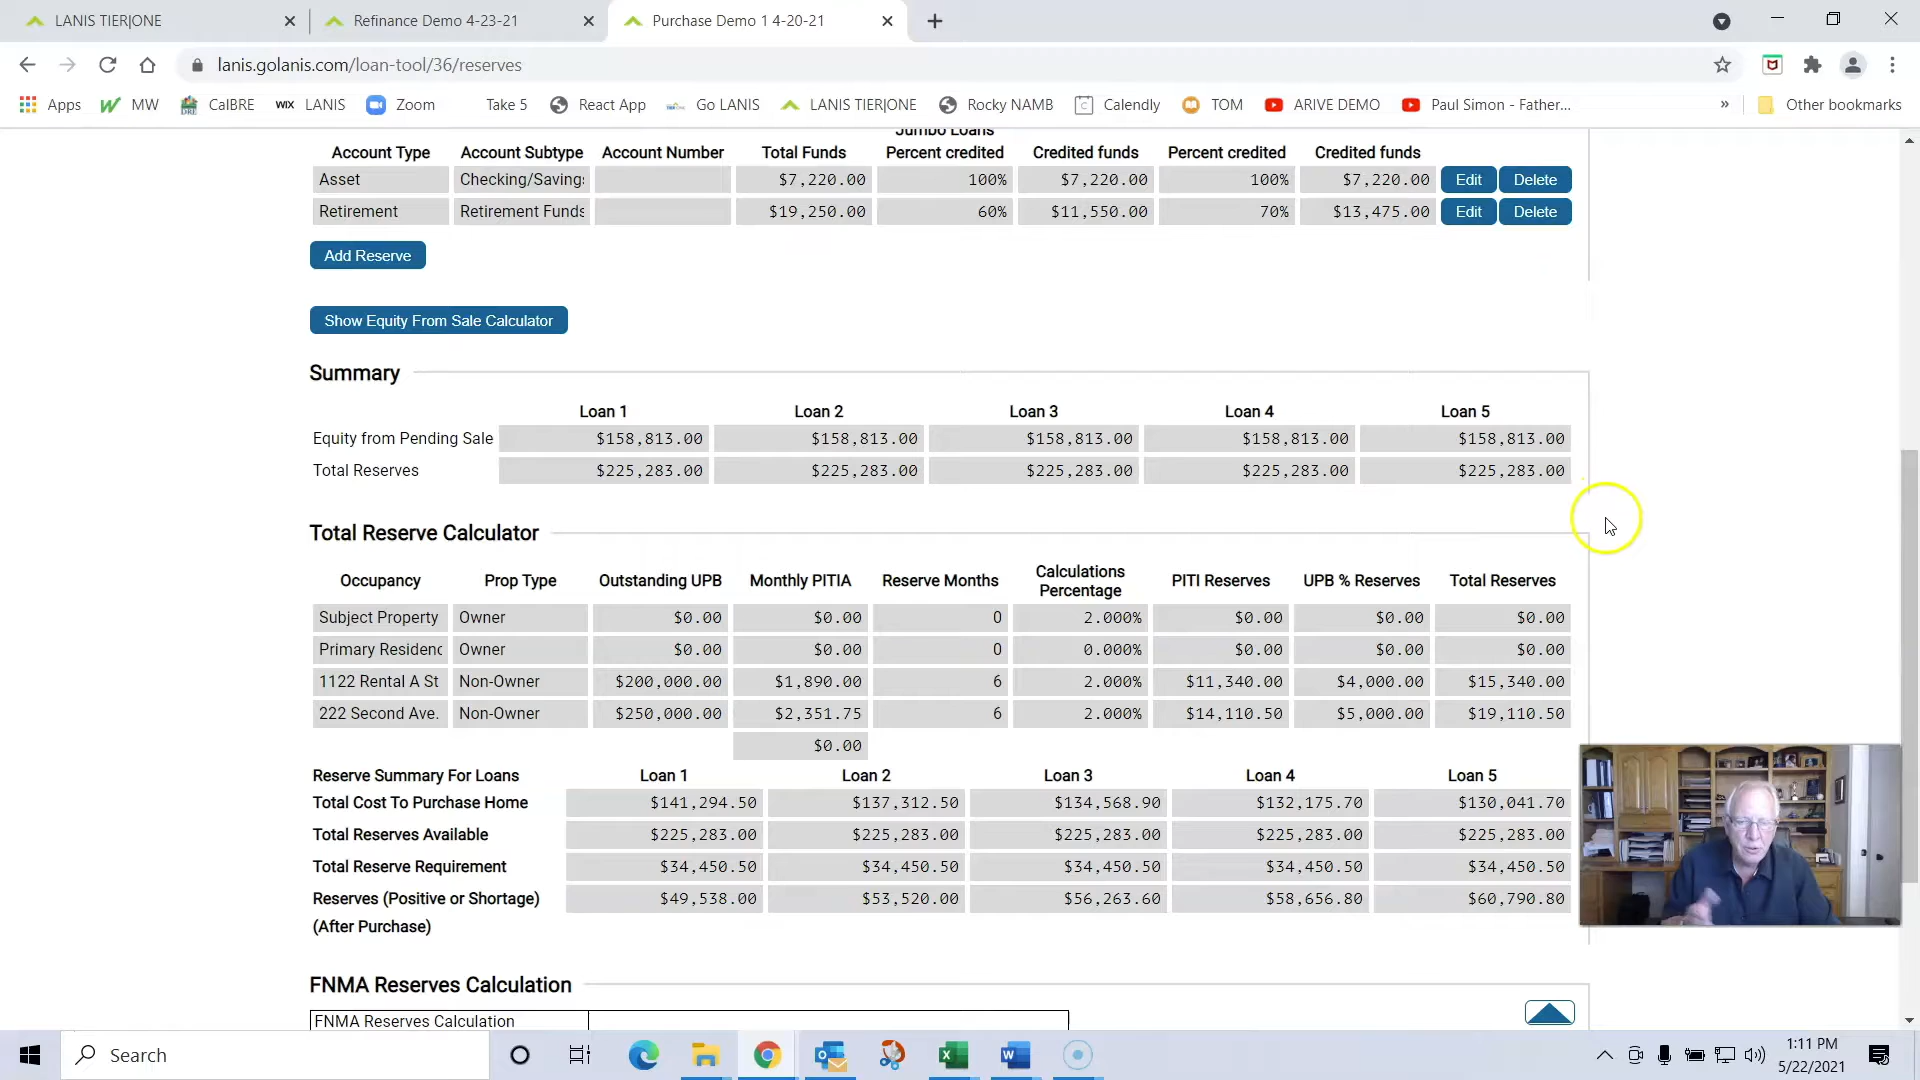 LANIS TIER|ONE
Refinance Demo 4-23-21
Purchase Demo 1 4-20-21
lanis.golanis.com/loan-tool/36/reserves
Apps MW CalBRE WIX LANIS Zoom Take 5 React App Go LANIS LANIS TIER|ONE Rocky NAMB Calendly TOM ARIVE DEMO Paul Simon - Father... » Other bookmarks
Jumbo Loans
Account Type Account Subtype Account Number Total Funds Percent credited Credited funds Percent credited Credited funds
Asset Checking/Saving $7,220.00 100% $7,220.00 100% $7,220.00 Edit Delete
Retirement Retirement Funds $19,250.00 60% $11,550.00 70% $13,475.00 Edit Delete
Add Reserve
Show Equity From Sale Calculator
Summary
Loan 1 Loan 2 Loan 3 Loan 4 Loan 5
Equity from Pending Sale $158,813.00 $158,813.00 $158,813.00 $158,813.00 $158,813.00
Total Reserves $225,283.00 $225,283.00 $225,283.00 $225,283.00 $225,283.00
Total Reserve Calculator
Occupancy Prop Type Outstanding UPB Monthly PITIA Reserve Months Calculations Percentage PITI Reserves UPB % Reserves Total Reserves
Subject Property Owner $0.00 $0.00 0 2.000% $0.00 $0.00 $0.00
Primary Residenc Owner $0.00 $0.00 0 0.000% $0.00 $0.00 $0.00
1122 Rental A St Non-Owner $200,000.00 $1,890.00 6 2.000% $11,340.00 $4,000.00 $15,340.00
222 Second Ave. Non-Owner $250,000.00 $2,351.75 6 2.000% $14,110.50 $5,000.00 $19,110.50
$0.00
Reserve Summary For Loans Loan 1 Loan 2 Loan 3 Loan 4 Loan 5
Total Cost To Purchase Home $141,294.50 $137,312.50 $134,568.90 $132,175.70 $130,041.70
Total Reserves Available $225,283.00 $225,283.00 $225,283.00 $225,283.00 $225,283.00
Total Reserve Requirement $34,450.50 $34,450.50 $34,450.50 $34,450.50 $34,450.50
Reserves (Positive or Shortage) $49,538.00 $53,520.00 $56,263.60 $58,656.80 $60,790.80
(After Purchase)
FNMA Reserves Calculation
FNMA Reserves Calculation
Search
1:11 PM
5/22/2021